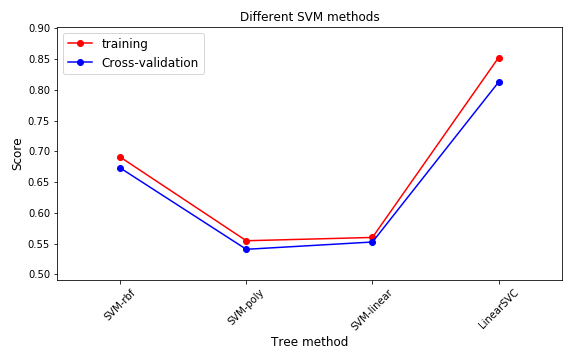 Different SVM methods
training
Cross-validation
Score
0.90
0.85
0.80
0.75
0.70
0.65
0.60
0.55
0.50
SVM-rbf
SVM-poly
SVM-linear
LinearSVC
Tree method